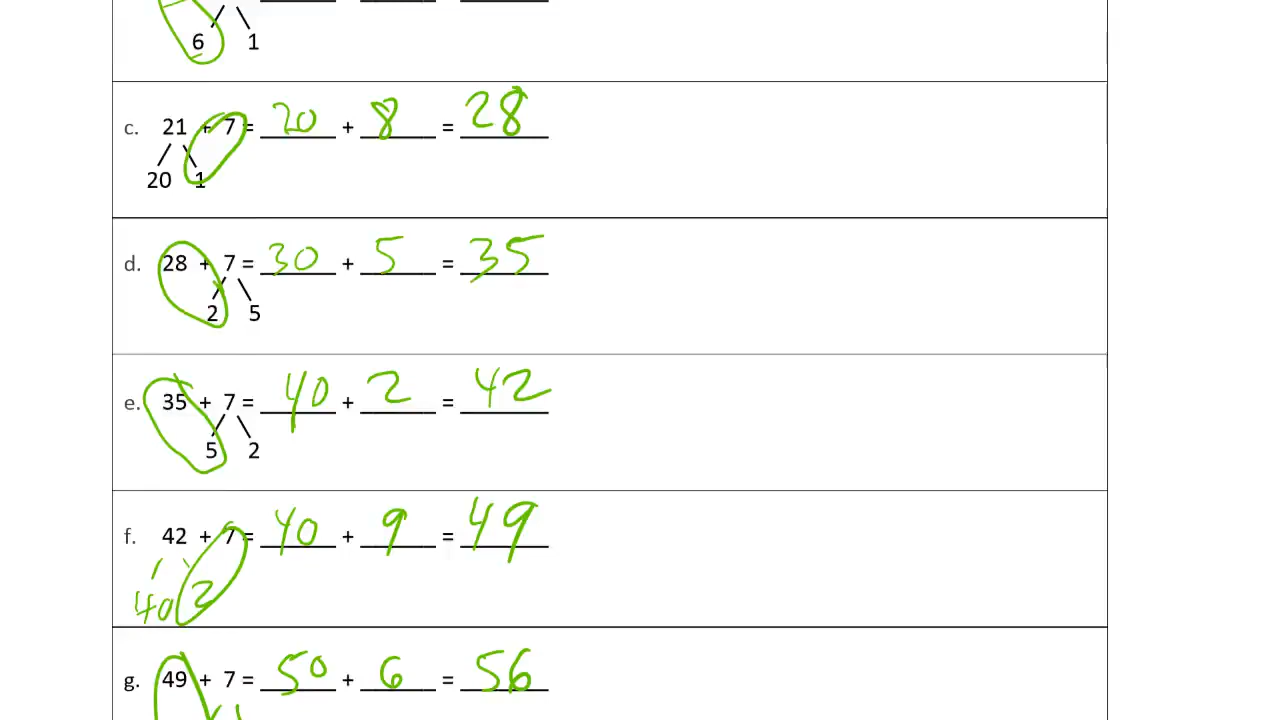 6 1
c. 21 + 7 = 20 + 8 = 28
20 1
d. 28 + 7 = 30 + 5 = 35
2 5
e. 35 + 7 = 40 + 2 = 42
5 2
f. 42 + 7 = 40 + 9 = 49
40 2
g. 49 + 7 = 50 + 6 = 56